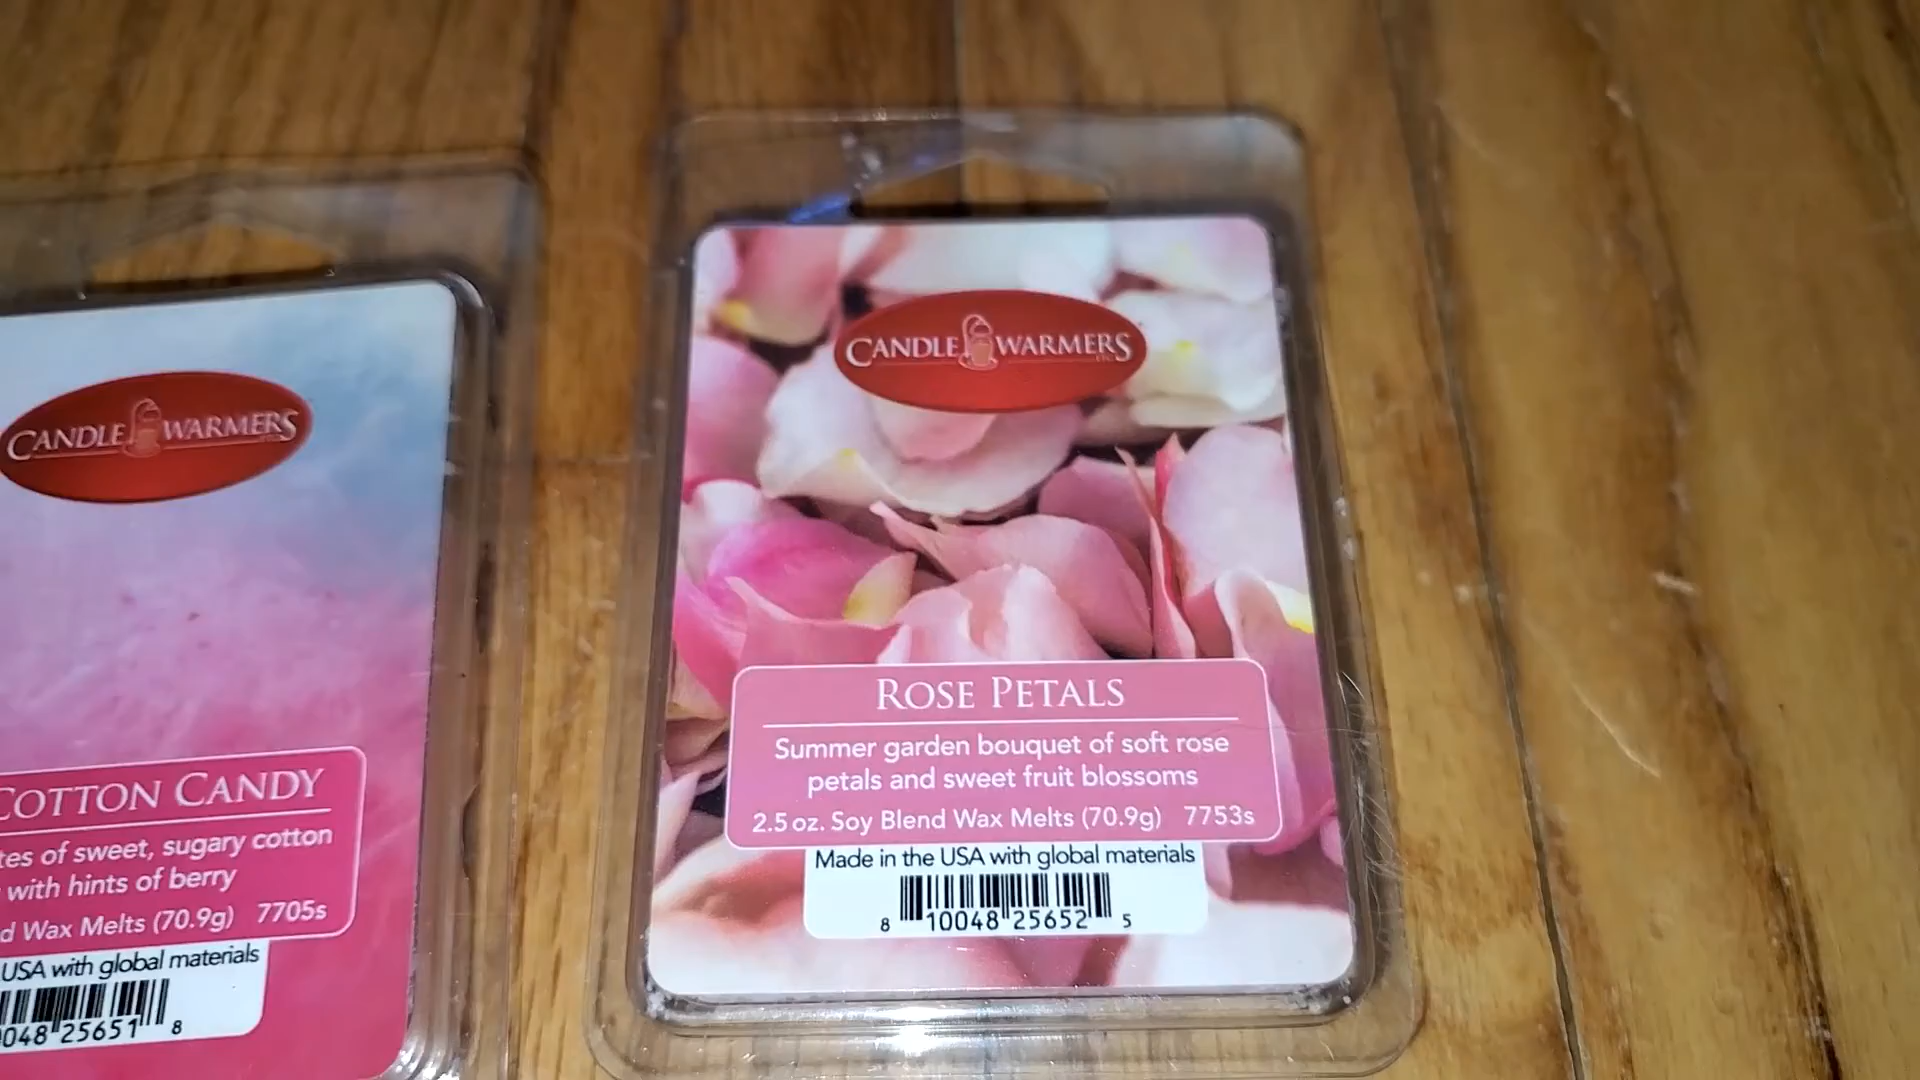 CANDLE WARMERS
COTTON CANDY
of sweet, sugary cotton
with hints of berry
Wax Melts (70.9g) 7705s
USA with global materials
048 25651 8
CANDLE WARMERS ETC
ROSE PETALS
Summer garden bouquet of soft rose
petals and sweet fruit blossoms
2.5 oz. Soy Blend Wax Melts (70.9g) 7753s
Made in the USA with global materials
8 10048 25652 5